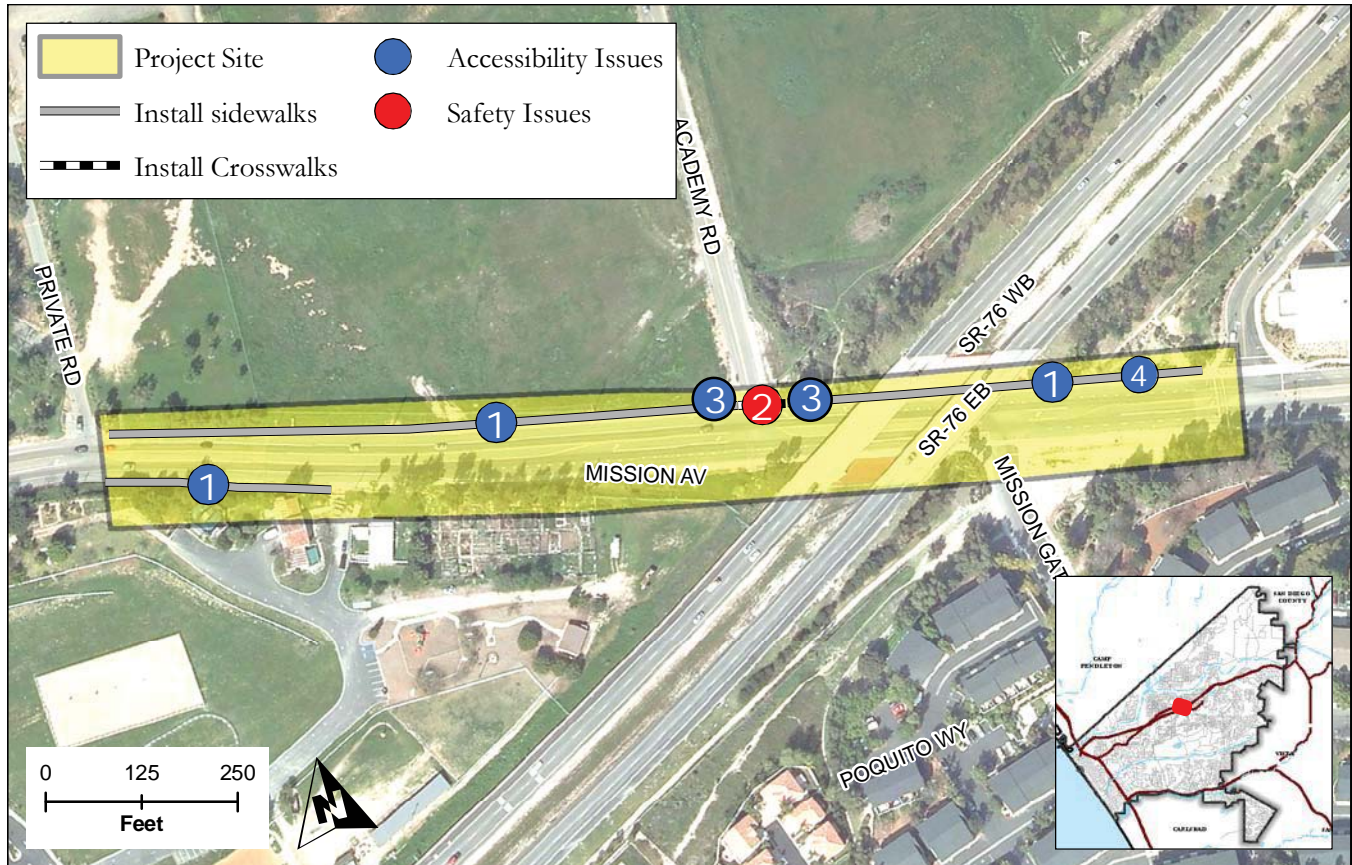 Project Site
Accessibility Issues
Install sidewalks
Safety Issues
Install Crosswalks
ACADEMY RD
PRIVATE RD
SR-76 WB
3
2
3
1
4
1
SR-76 EB
1
MISSION AV
MISSION GAT
POQUITO WY
0 125 250
Feet
N
SAN DIEGO
COUNTY
CAMP
PENDLETON
VISTA
CARLSBAD